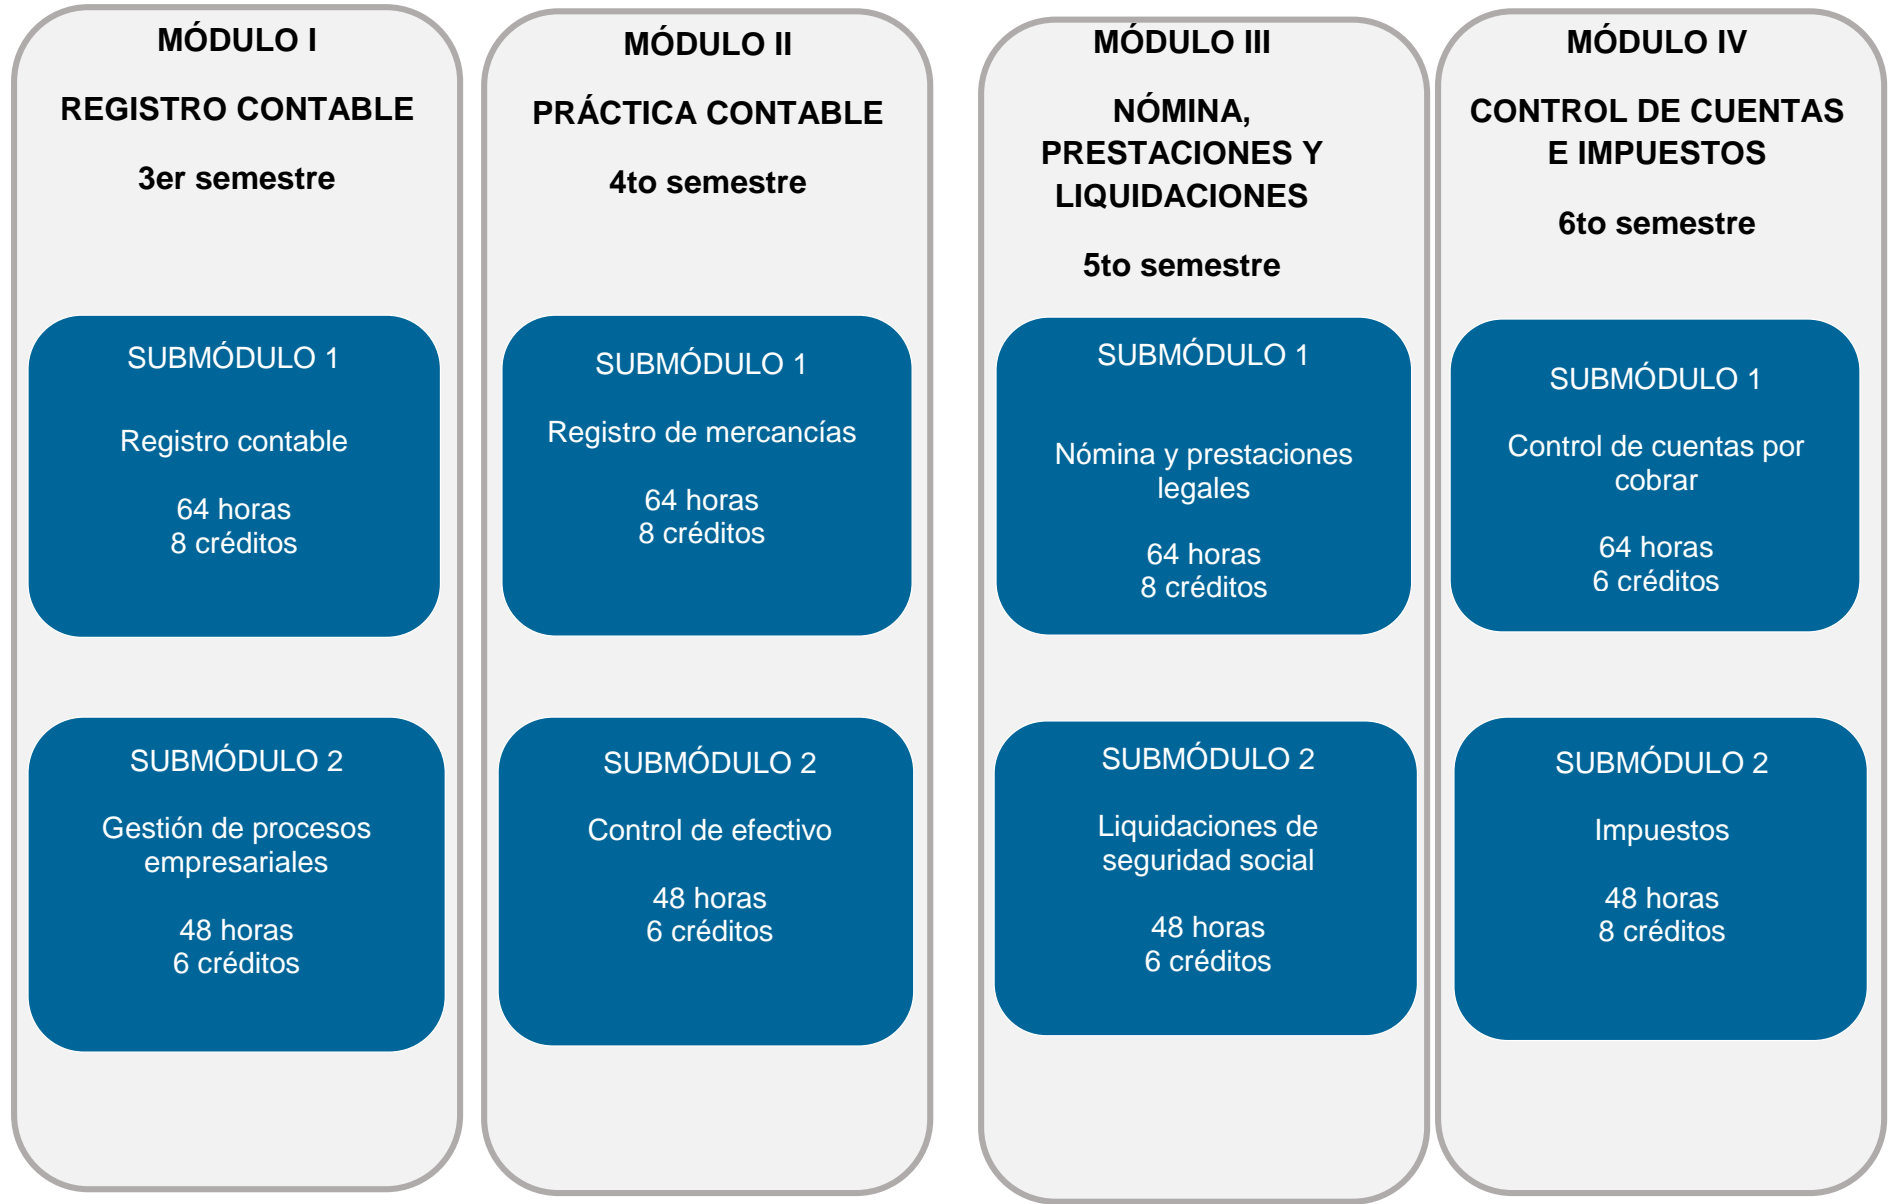 MÓDULO I
REGISTRO CONTABLE
3er semestre
SUBMÓDULO 1
Registro contable
64 horas
8 créditos
SUBMÓDULO 2
Gestión de procesos
empresariales
48 horas
6 créditos
MÓDULO II
PRÁCTICA CONTABLE
4to semestre
SUBMÓDULO 1
Registro de mercancías
64 horas
8 créditos
SUBMÓDULO 2
Control de efectivo
48 horas
6 créditos
MÓDULO III
NÓMINA,
PRESTACIONES Y
LIQUIDACIONES
5to semestre
SUBMÓDULO 1
Nómina y prestaciones
legales
64 horas
8 créditos
SUBMÓDULO 2
Liquidaciones de
seguridad social
48 horas
6 créditos
MÓDULO IV
CONTROL DE CUENTAS
E IMPUESTOS
6to semestre
SUBMÓDULO 1
Control de cuentas por
cobrar
64 horas
6 créditos
SUBMÓDULO 2
Impuestos
48 horas
8 créditos